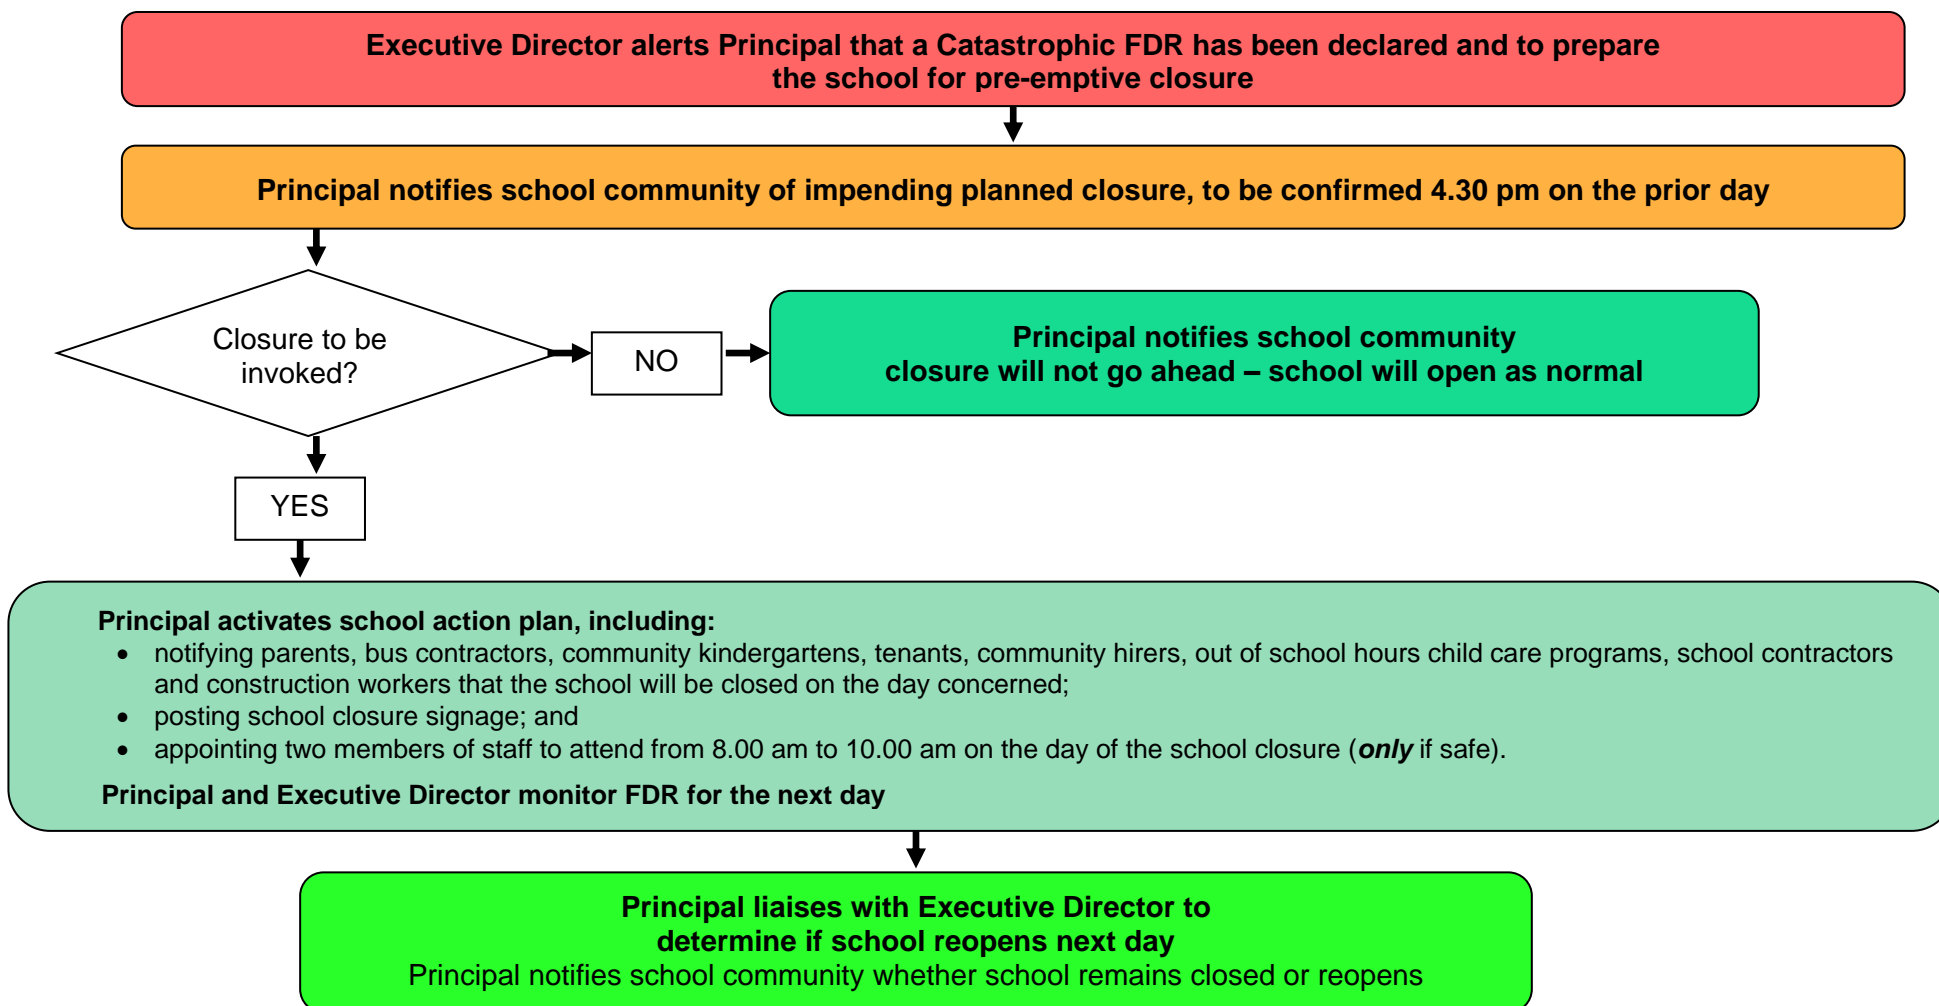 Executive Director alerts Principal that a Catastrophic FDR has been declared and to prepare
the school for pre-emptive closure
Principal notifies school community of impending planned closure, to be confirmed 4.30 pm on the prior day
Closure to be
invoked?
NO
Principal notifies school community
closure will not go ahead – school will open as normal
YES
Principal activates school action plan, including:
• notifying parents, bus contractors, community kindergartens, tenants, community hirers, out of school hours child care programs, school contractors
and construction workers that the school will be closed on the day concerned;
• posting school closure signage; and
• appointing two members of staff to attend from 8.00 am to 10.00 am on the day of the school closure (only if safe).
Principal and Executive Director monitor FDR for the next day
Principal liaises with Executive Director to
determine if school reopens next day
Principal notifies school community whether school remains closed or reopens